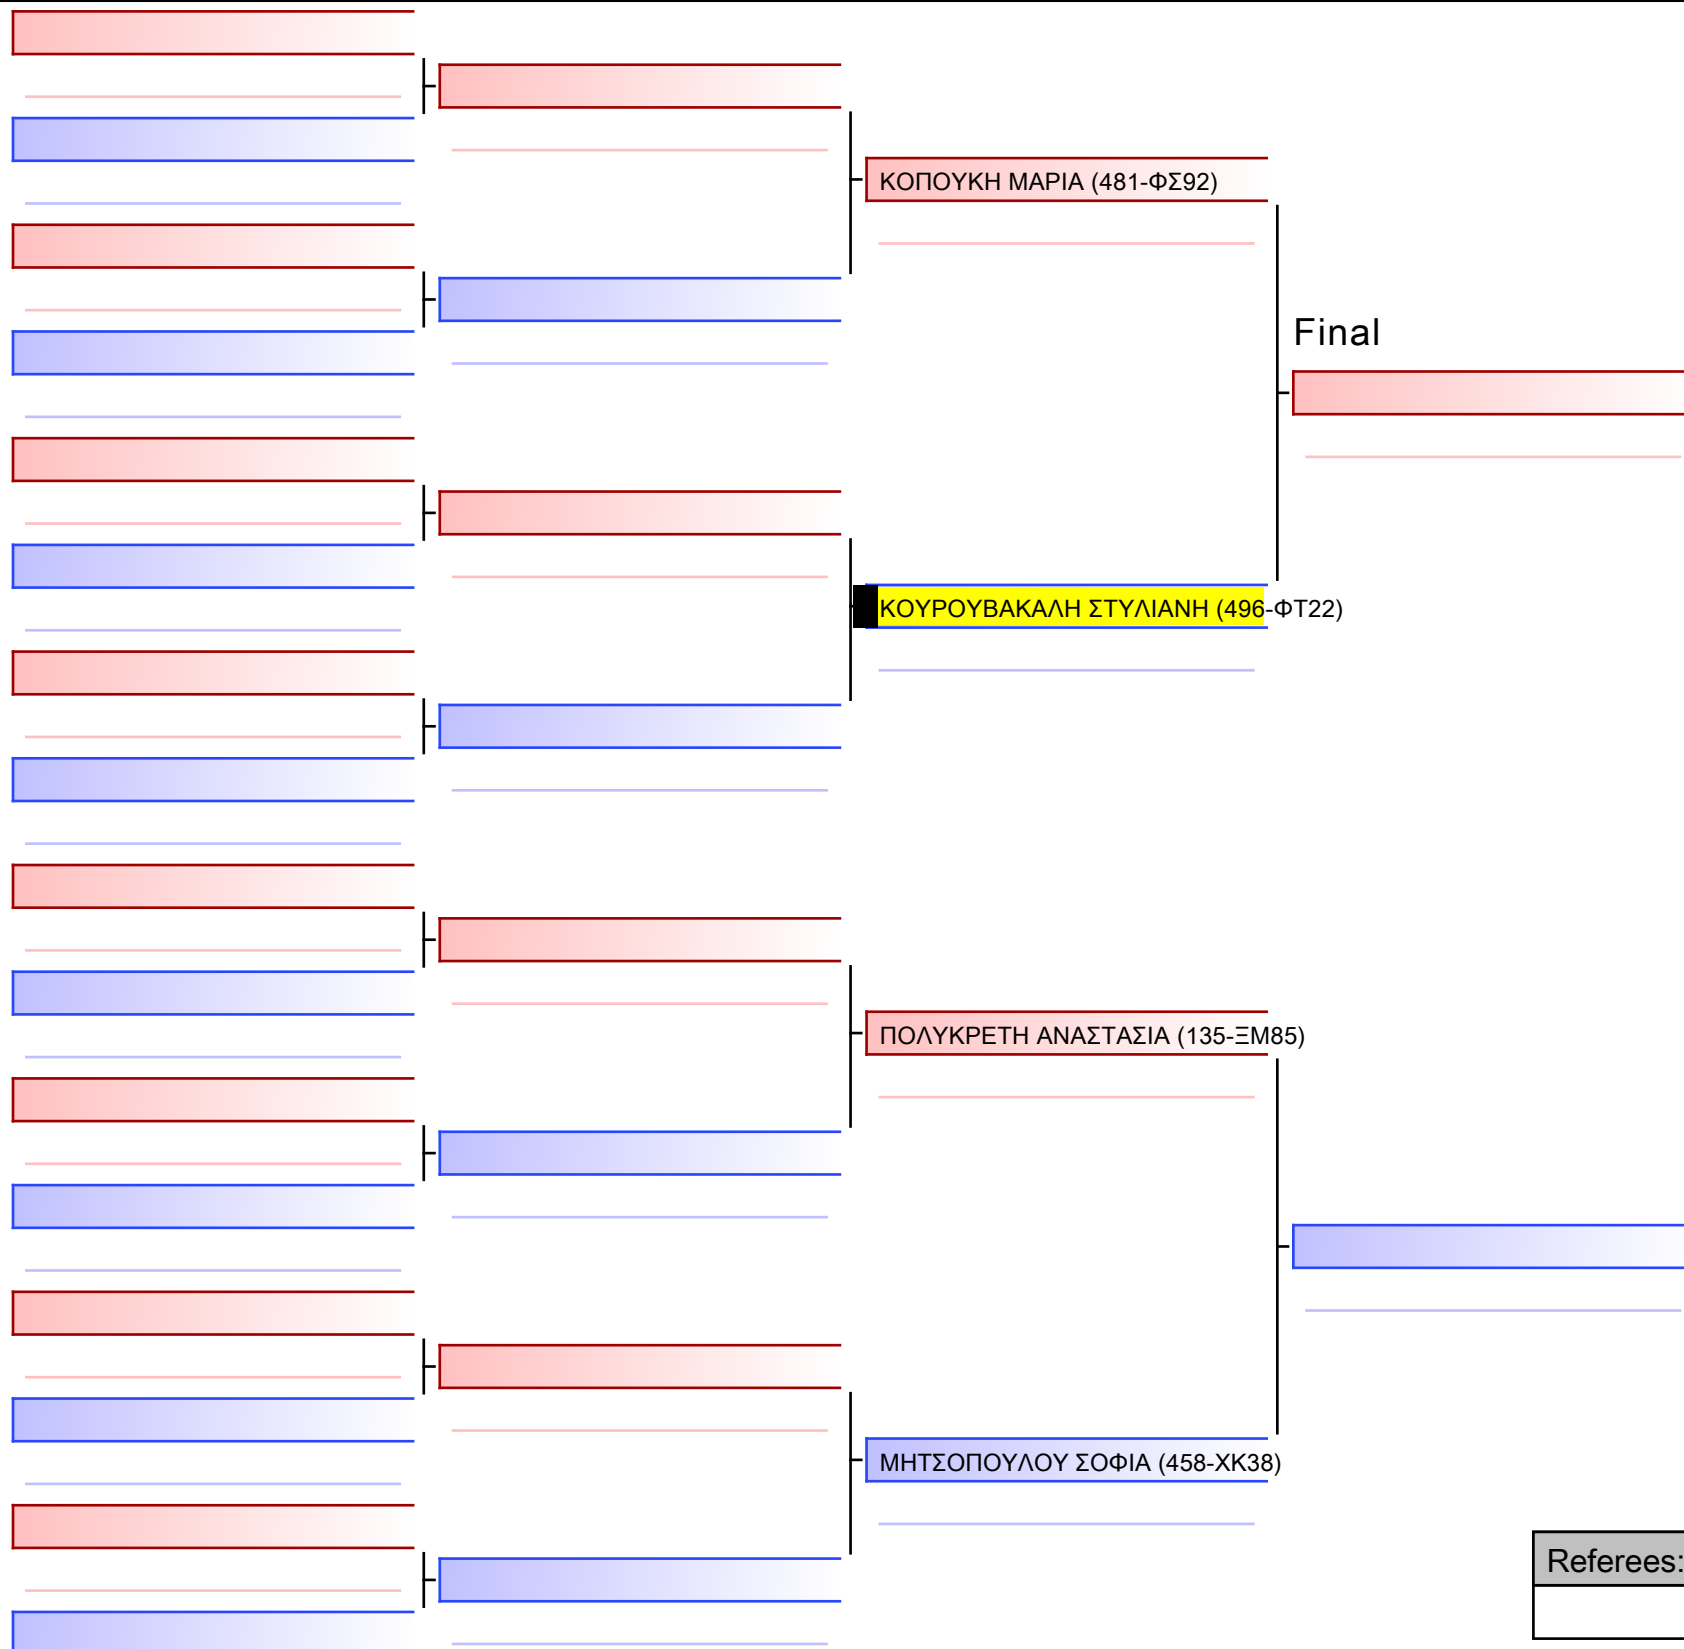 ΚΟΠΟΥΚΗ ΜΑΡΙΑ (481-ΦΣ92)
Final
ΚΟΥΡΟΥΒΑΚΑΛΗ ΣΤΥΛΙΑΝΗ (496-ΦΤ22)
ΠΟΛΥΚΡΕΤΗ ΑΝΑΣΤΑΣΙΑ (135-ΞΜ85)
ΜΗΤΣΟΠΟΥΛΟΥ ΣΟΦΙΑ (458-ΧΚ38)
Referees: